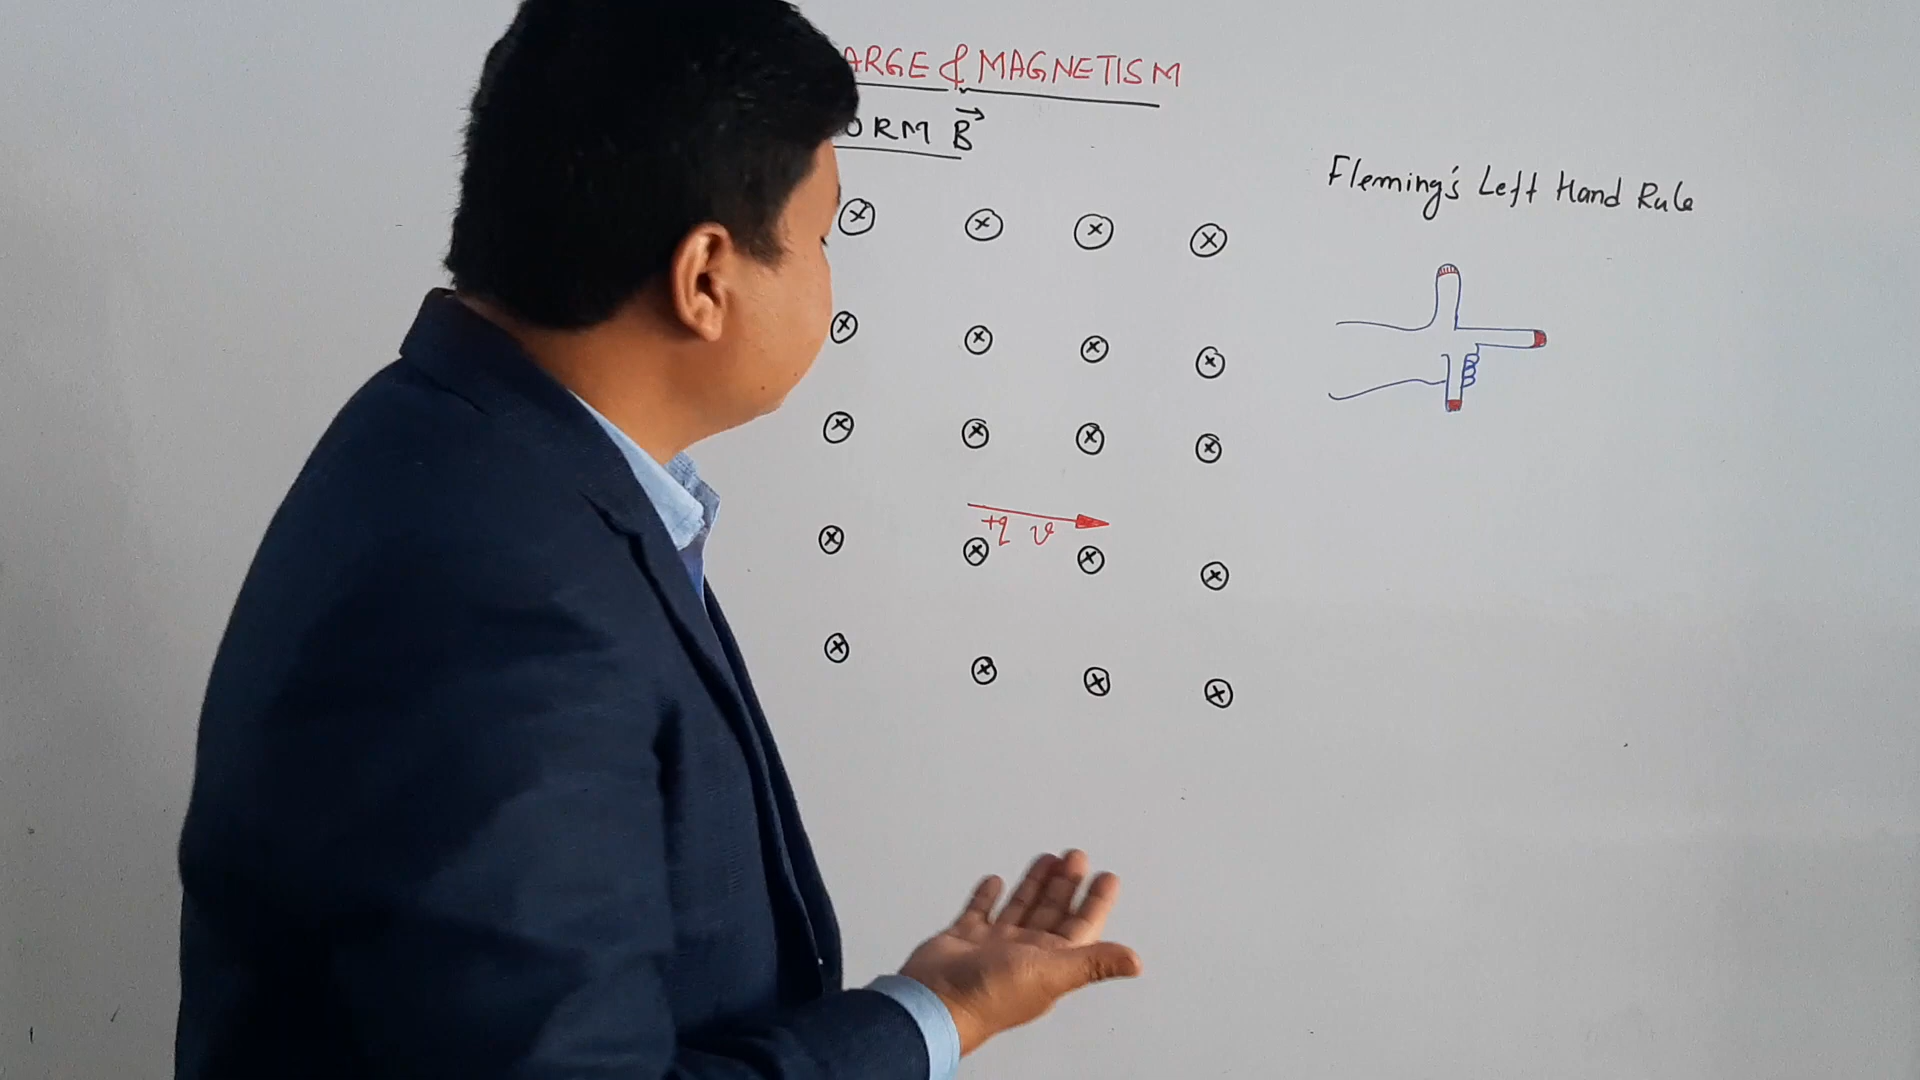 ARGE & MAGNETISM
ORM B⃗
Fleming's Left Hand Rule
+q v